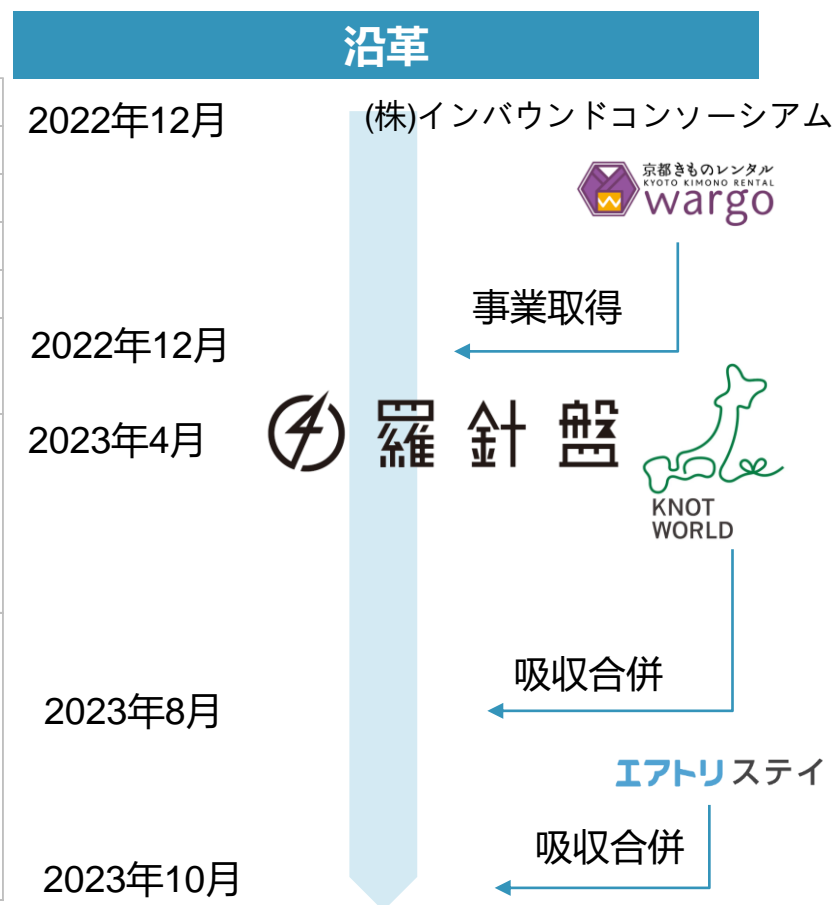 沿革
2022年12月
(株)インバウンドコンソーシアム
京都きものレンタル
KYOTO KIMONO RENTAL
wargo
事業取得
2022年12月
2023年4月
羅針盤
KNOT
WORLD
吸収合併
2023年8月
エアトリステイ
吸収合併
2023年10月